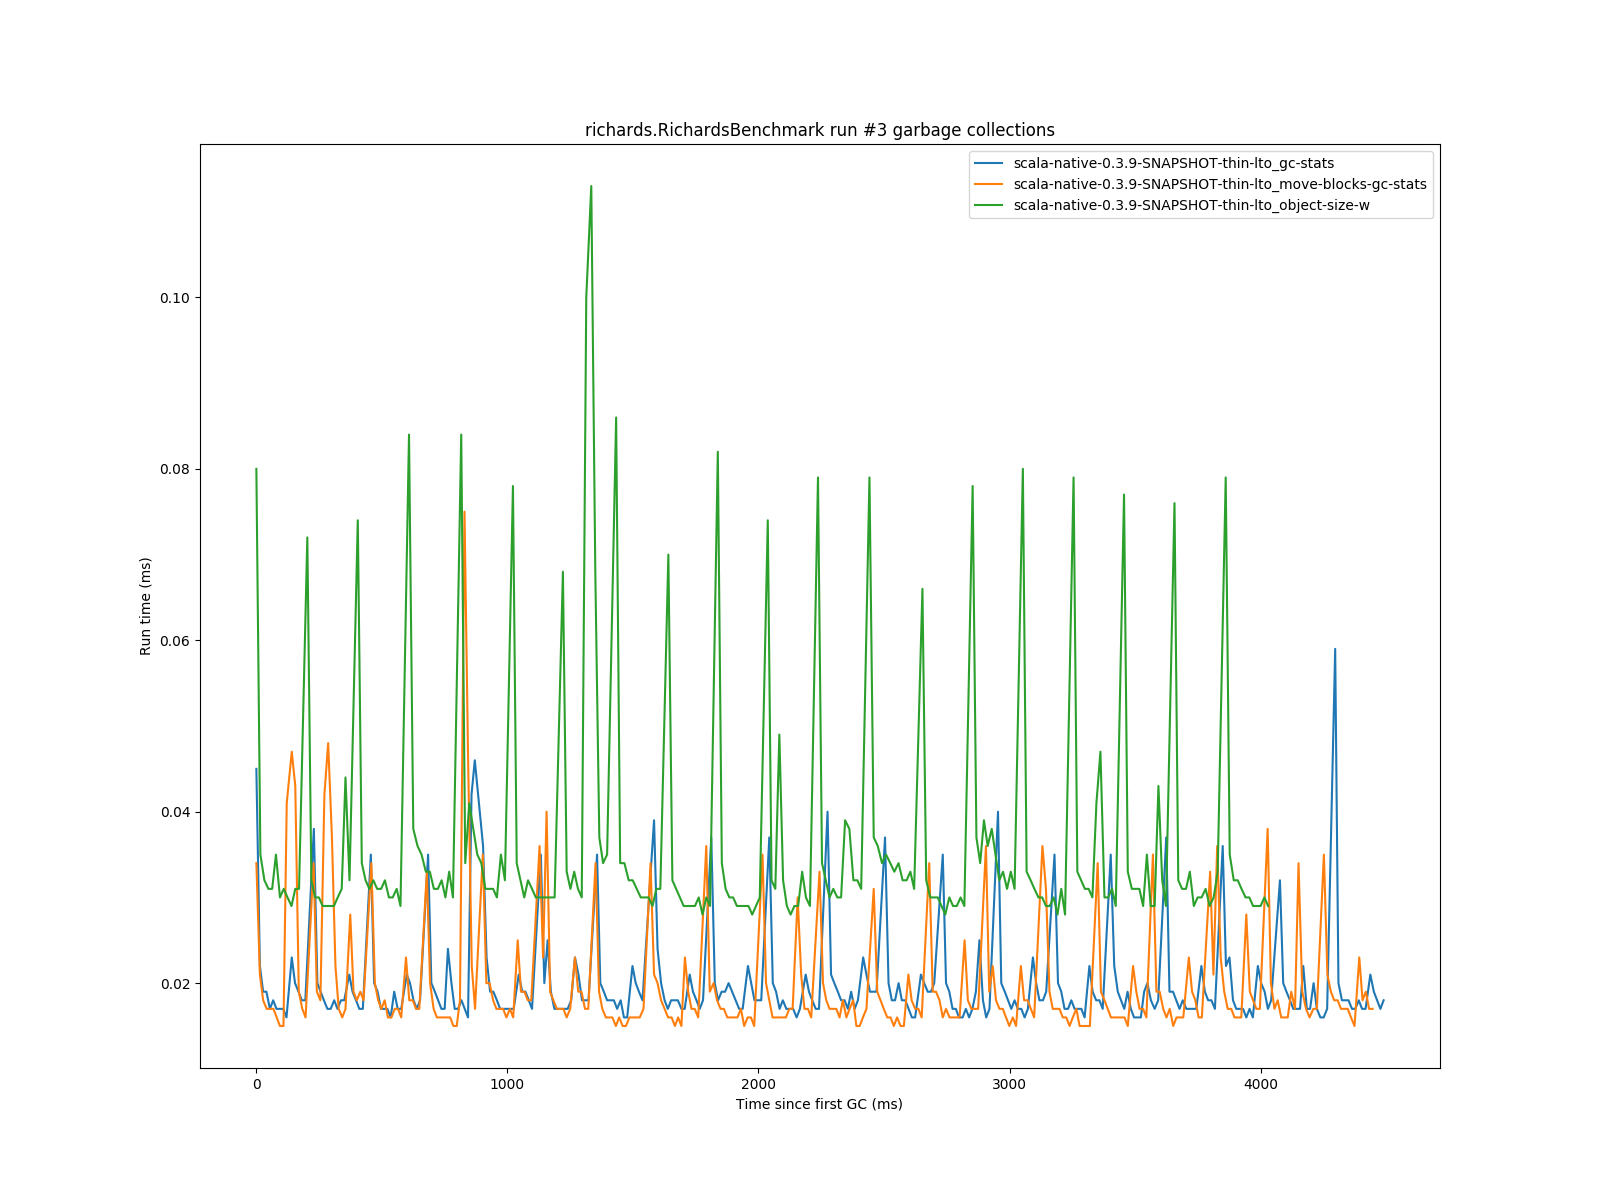 richards.RichardsBenchmark run #3 garbage collections
scala-native-0.3.9-SNAPSHOT-thin-lto_gc-stats
scala-native-0.3.9-SNAPSHOT-thin-lto_move-blocks-gc-stats
scala-native-0.3.9-SNAPSHOT-thin-lto_object-size-w
0.10
0.08
0.06
0.04
0.02
Run time (ms)
0 1000 2000 3000 4000
Time since first GC (ms)